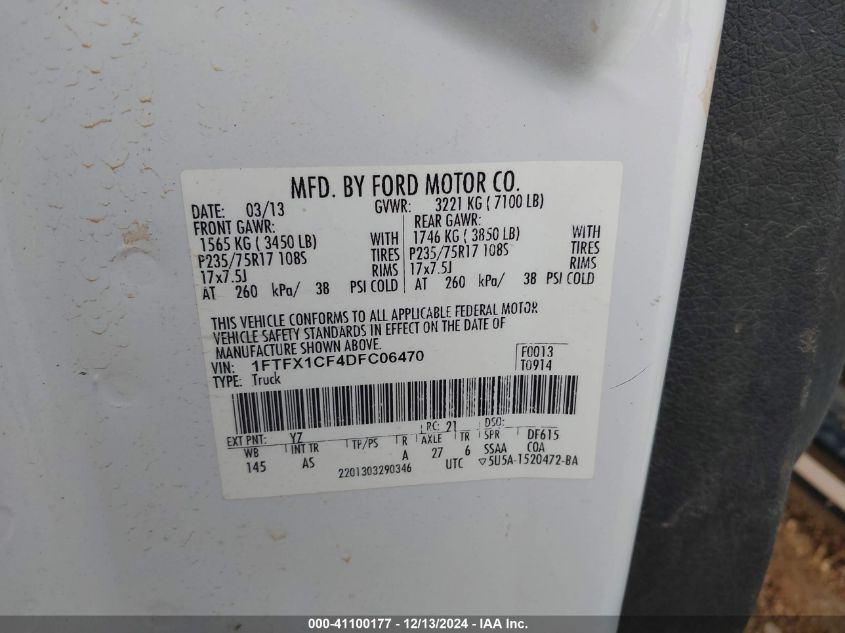 MFD. BY FORD MOTOR CO.
DATE: 03/13 GVWR: 3221 KG ( 7100 LB)
FRONT GAWR: REAR GAWR:
1565 KG ( 3450 LB) WITH 1746 KG ( 3850 LB) WITH
P235/75R17 108S TIRES P235/75R17 108S TIRES
17x7.5J RIMS 17x7.5J RIMS
AT 260 kPa/ 38 PSI COLD AT 260 kPa/ 38 PSI COLD
THIS VEHICLE CONFORMS TO ALL APPLICABLE FEDERAL MOTOR
VEHICLE SAFETY STANDARDS IN EFFECT ON THE DATE OF
MANUFACTURE SHOWN ABOVE.
VIN: 1FTFX1CF4DFC06470 F0013
TYPE: Truck T0914
EXT PNT: YZ RC: 21 DSO:
WB INT TR TP/PS R AXLE TR SPR DF615
145 AS A 27 6 SSAA COA
2201303290346 UTC ▽5U5A-1520472-BA
000-41100177 - 12/13/2024 - IAA Inc.